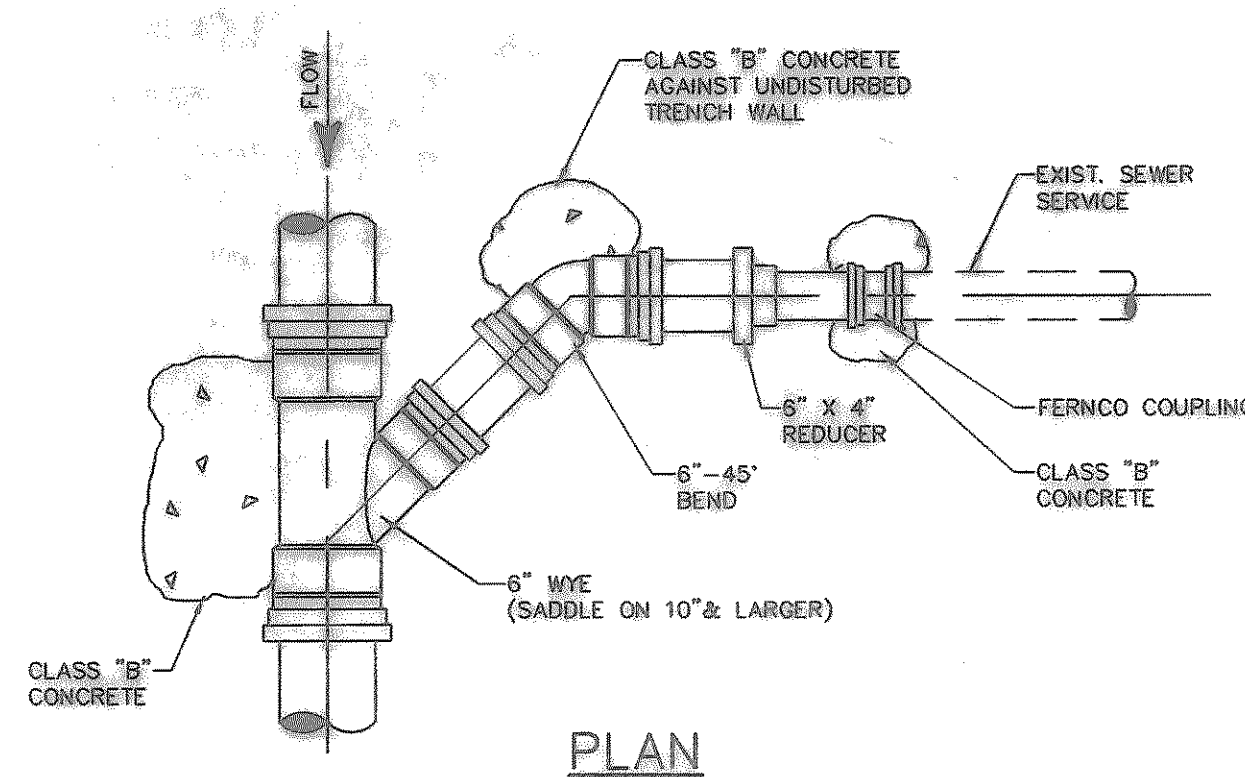 FLOW
CLASS "B" CONCRETE
AGAINST UNDISTURBED
TRENCH WALL
EXIST. SEWER
SERVICE
6" X 4"
REDUCER
FERNCO COUPLING
6"-45°
BEND
CLASS "B"
CONCRETE
6" WYE
(SADDLE ON 10"& LARGER)
CLASS "B"
CONCRETE
PLAN